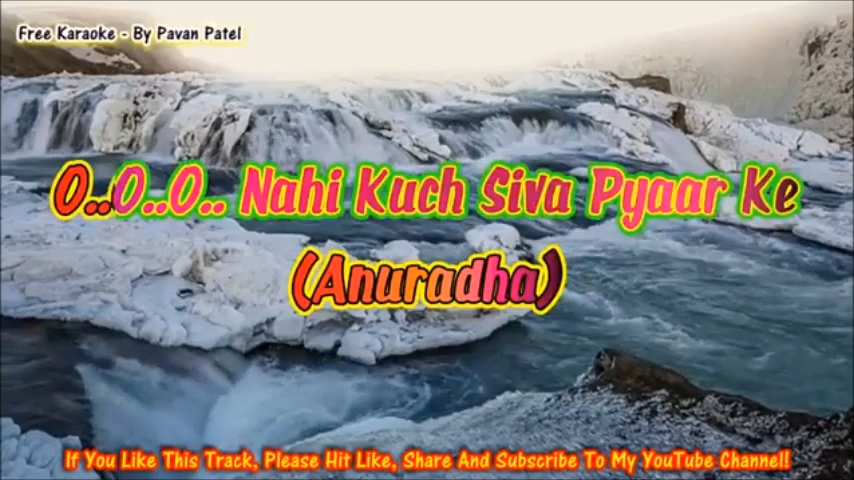 Free Karaoke - By Pavan Patel
O..O..O.. Nahi Kuch Siva Pyaar Ke
(Anuradha)
If You Like This Track, Please Hit Like, Share And Subscribe To My YouTube Channel!